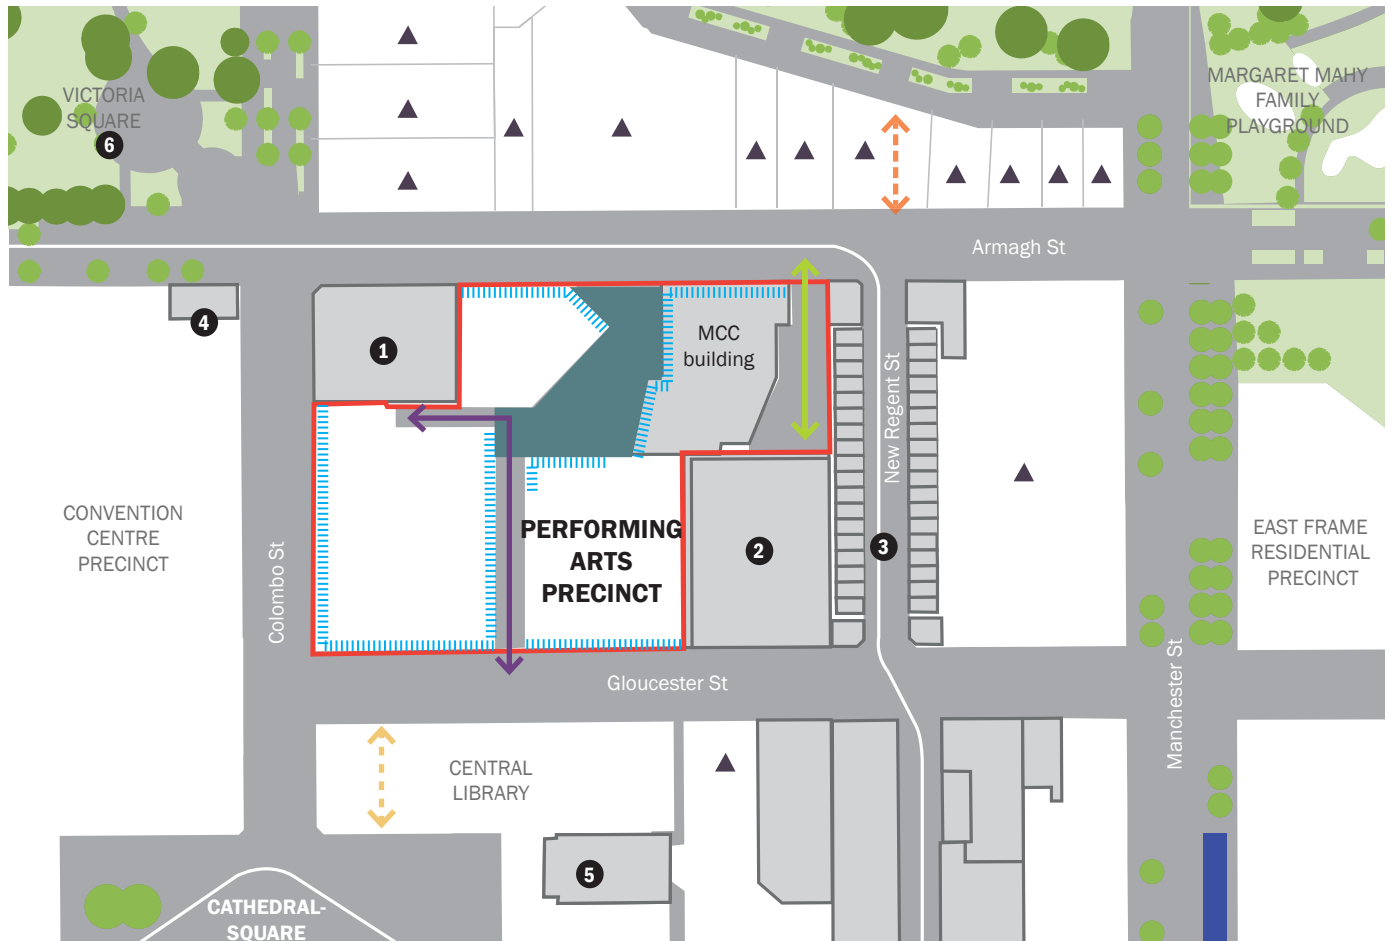 VICTORIA
SQUARE
6
MARGARET MAHY
FAMILY
PLAYGROUND
Armagh St
4
1
MCC
building
New Regent St
CONVENTION
CENTRE
PRECINCT
Colombo St
PERFORMING
ARTS
PRECINCT
2
3
EAST FRAME
RESIDENTIAL
PRECINCT
Gloucester St
Manchester St
CENTRAL
LIBRARY
5
CATHEDRAL-
SQUARE